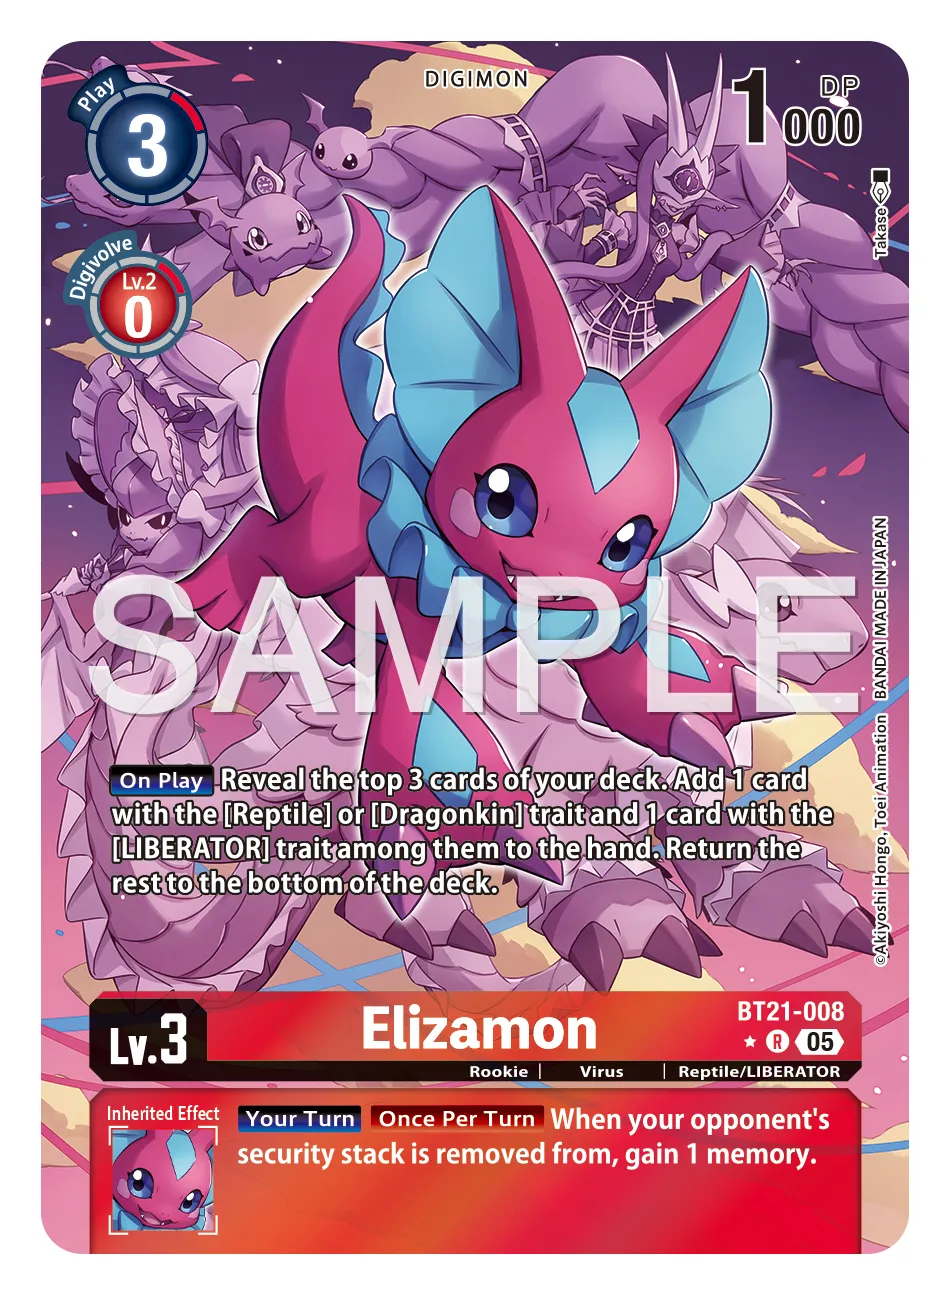 DIGIMON
Play
3
1000
DP
Digivolve
Lv.2
0
Takase
SAMPLE
©Akiyoshi Hongo, Toei Animation BANDAI MADE IN JAPAN
On Play Reveal the top 3 cards of your deck. Add 1 card
with the [Reptile] or [Dragonkin] trait and 1 card with the
[LIBERATOR] trait among them to the hand. Return the
rest to the bottom of the deck.
Lv.3
Elizamon
BT21-008
R 05
Rookie | Virus | Reptile/LIBERATOR
Inherited Effect
Your Turn Once Per Turn When your opponent's
security stack is removed from, gain 1 memory.